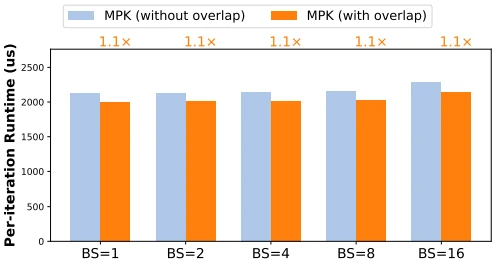 MPK (without overlap) MPK (with overlap)
1.1× 1.1× 1.1× 1.1× 1.1×
Per-iteration Runtime (us)
2500
2000
1500
1000
500
0
BS=1 BS=2 BS=4 BS=8 BS=16